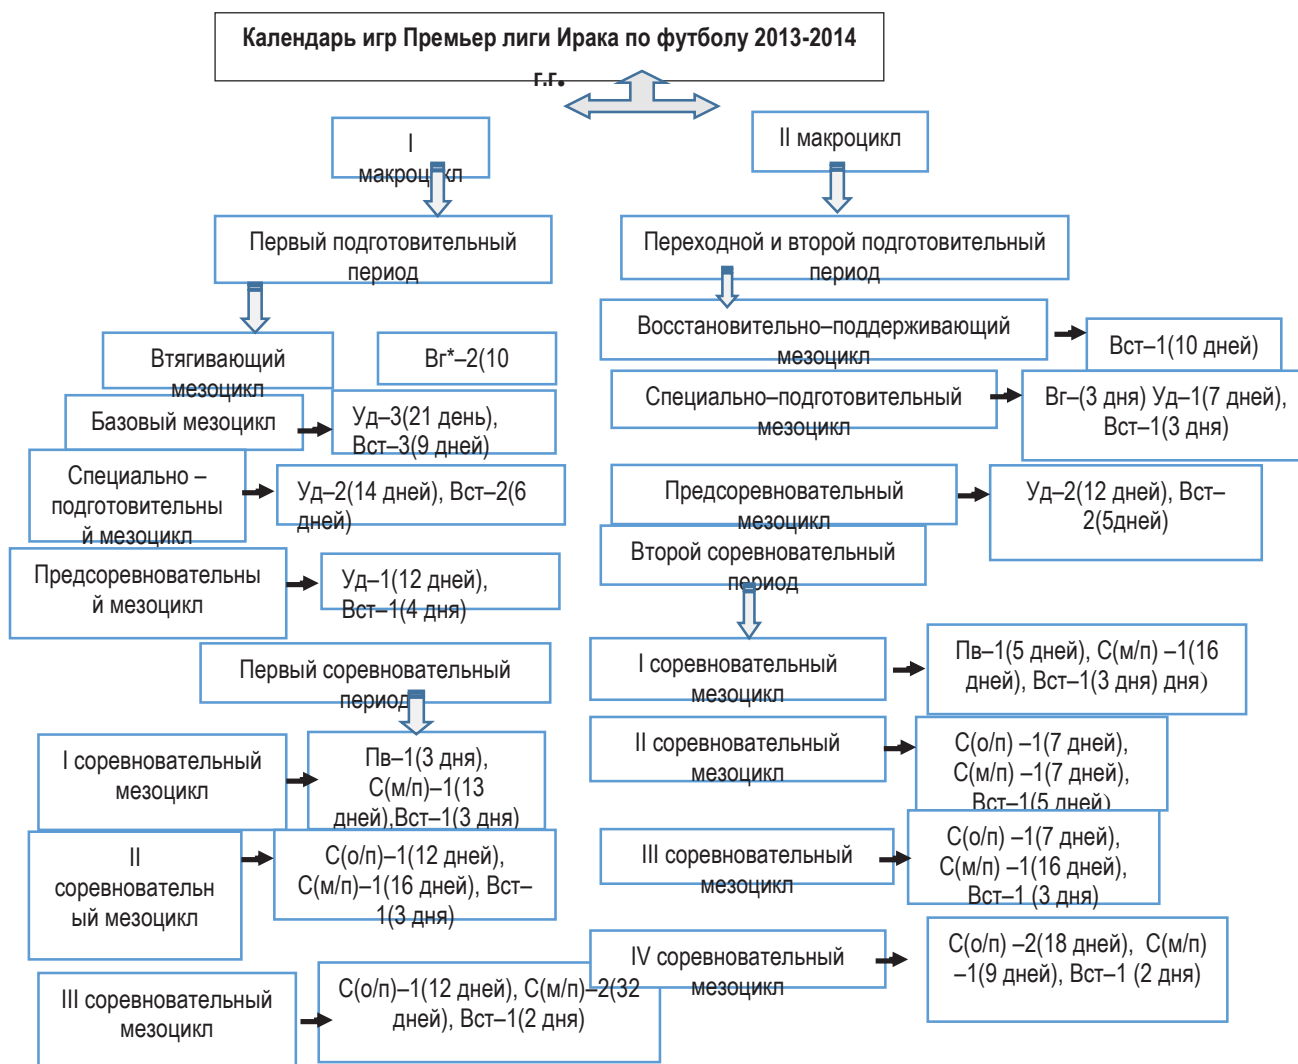 Календарь игр Премьер лиги Ирака по футболу 2013-2014
г.г.
I
макроцикл
Первый подготовительный
период
Втягивающий
мезоцикл
Вг*–2(10
Базовый мезоцикл
Уд–3(21 день),
Вст–3(9 дней)
Специально –
подготовительны
й мезоцикл
Уд–2(14 дней), Вст–2(6
дней)
Предсоревновательны
й мезоцикл
Уд–1(12 дней),
Вст–1(4 дня)
Первый соревновательный
период
I соревновательный
мезоцикл
Пв–1(3 дня),
С(м/п)–1(13
дней),Вст–1(3 дня)
II
соревновательн
ый мезоцикл
С(о/п)–1(12 дней),
С(м/п)–1(16 дней), Вст–
1(3 дня)
III соревновательный
мезоцикл
С(о/п)–1(12 дней), С(м/п)–2(32
дней), Вст–1(2 дня)
II макроцикл
Переходной и второй подготовительный
период
Восстановительно–поддерживающий
мезоцикл
Вст–1(10 дней)
Специально–подготовительный
мезоцикл
Вг–(3 дня) Уд–1(7 дней),
Вст–1(3 дня)
Предсоревновательный
мезоцикл
Уд–2(12 дней), Вст–
2(5дней)
Второй соревновательный
период
I соревновательный
мезоцикл
Пв–1(5 дней), С(м/п) –1(16
дней), Вст–1(3 дня) дня)
II соревновательный
мезоцикл
С(о/п) –1(7 дней),
С(м/п) –1(7 дней),
Вст–1(5 дней)
III соревновательный
мезоцикл
С(о/п) –1(7 дней),
С(м/п) –1(16 дней),
Вст–1 (3 дня)
IV соревновательный
мезоцикл
С(о/п) –2(18 дней), С(м/п)
–1(9 дней), Вст–1 (2 дня)